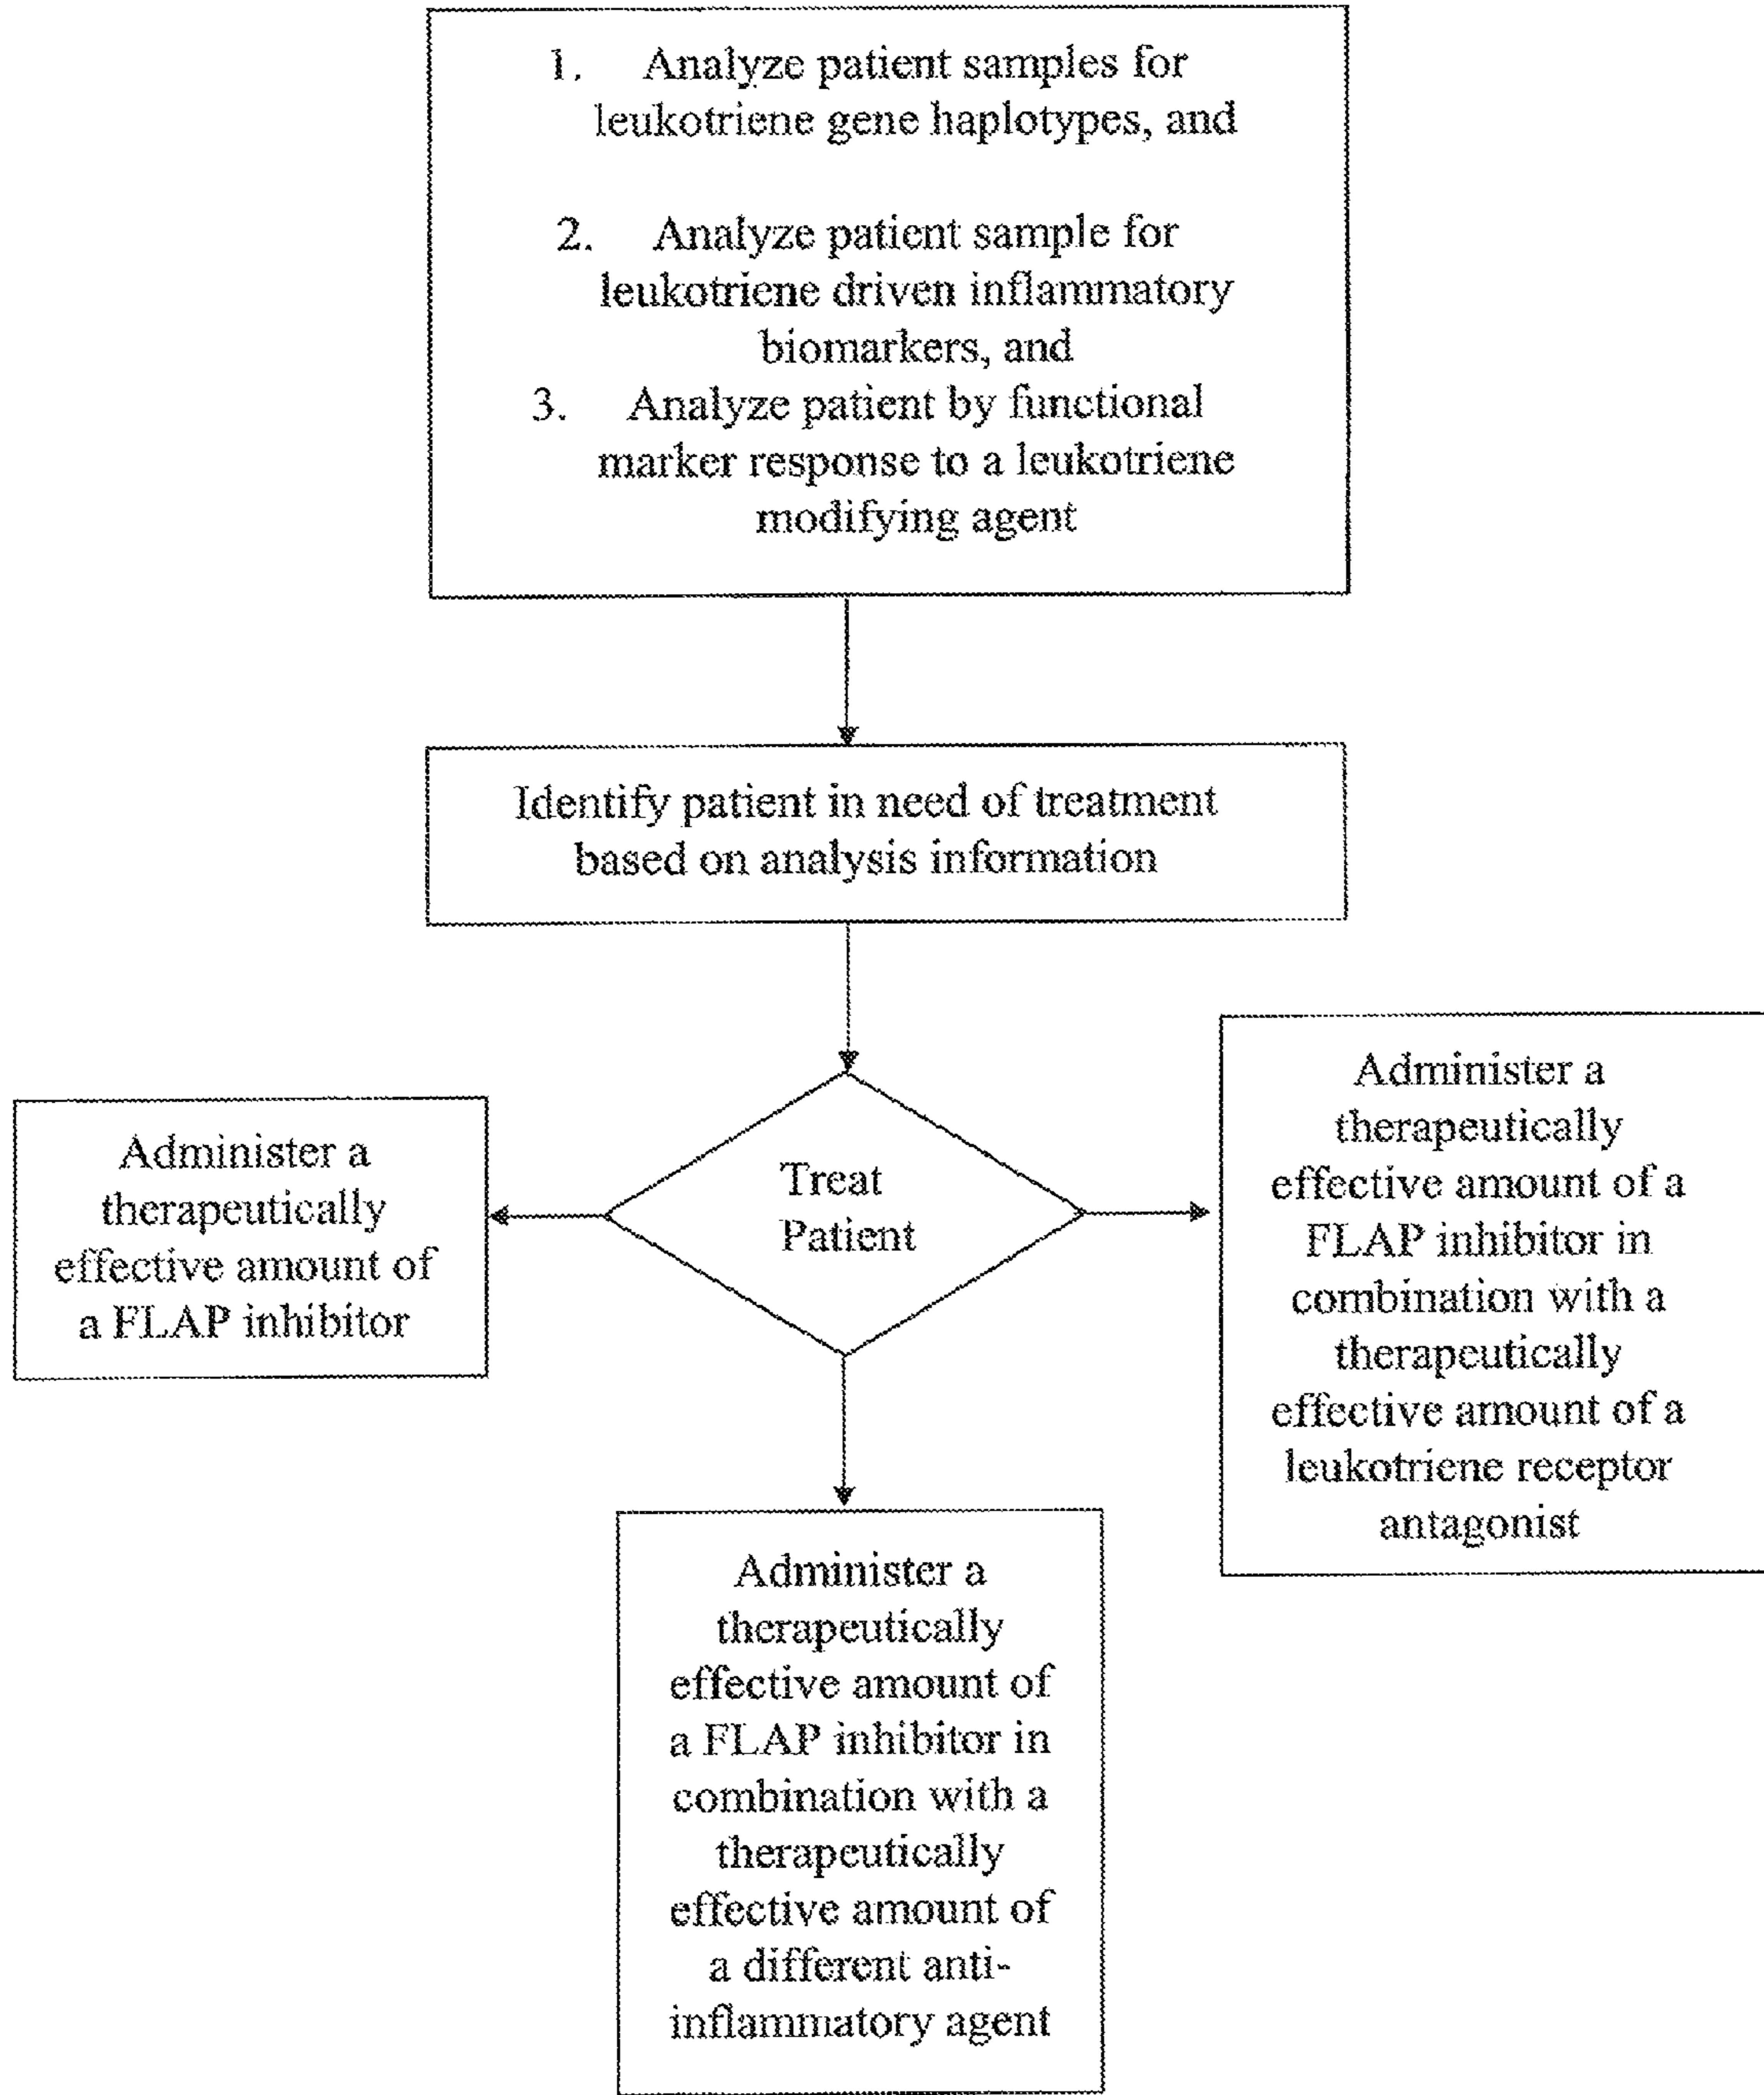 1. Analyze patient samples for
leukotriene gene haplotypes, and
2. Analyze patient sample for
leukotriene driven inflammatory
biomarkers, and
3. Analyze patient by functional
marker response to a leukotriene
modifying agent
Identify patient in need of treatment
based on analysis information
Treat
Patient
Administer a
therapeutically
effective amount of
a FLAP inhibitor
Administer a
therapeutically
effective amount of a
FLAP inhibitor in
combination with a
therapeutically
effective amount of a
leukotriene receptor
antagonist
Administer a
therapeutically
effective amount of
a FLAP inhibitor in
combination with a
therapeutically
effective amount of
a different anti-
inflammatory agent